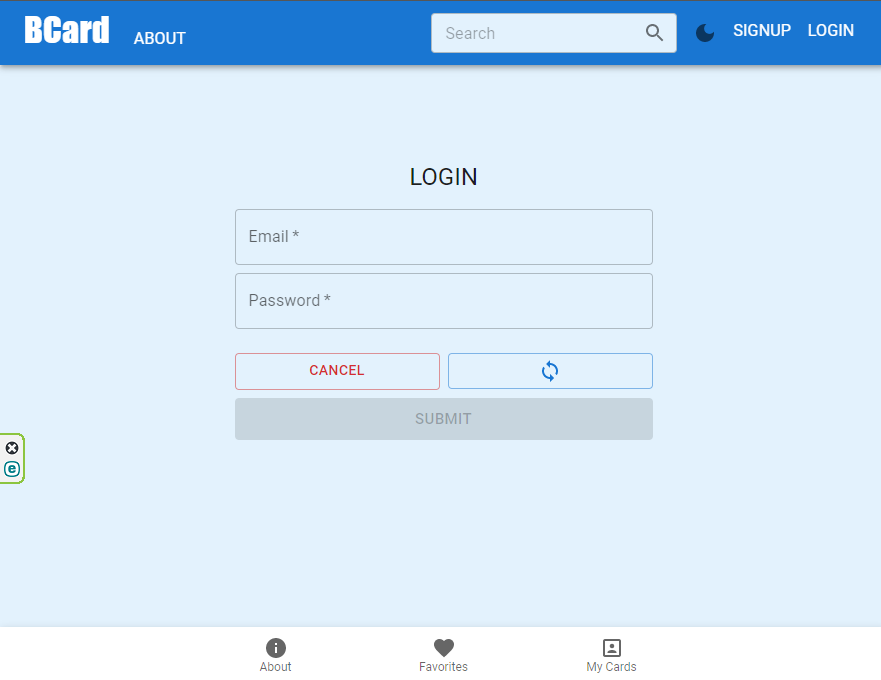 BCard
ABOUT
Search
SIGNUP
LOGIN
LOGIN
Email *
Password *
CANCEL
SUBMIT
e
About
Favorites
My Cards